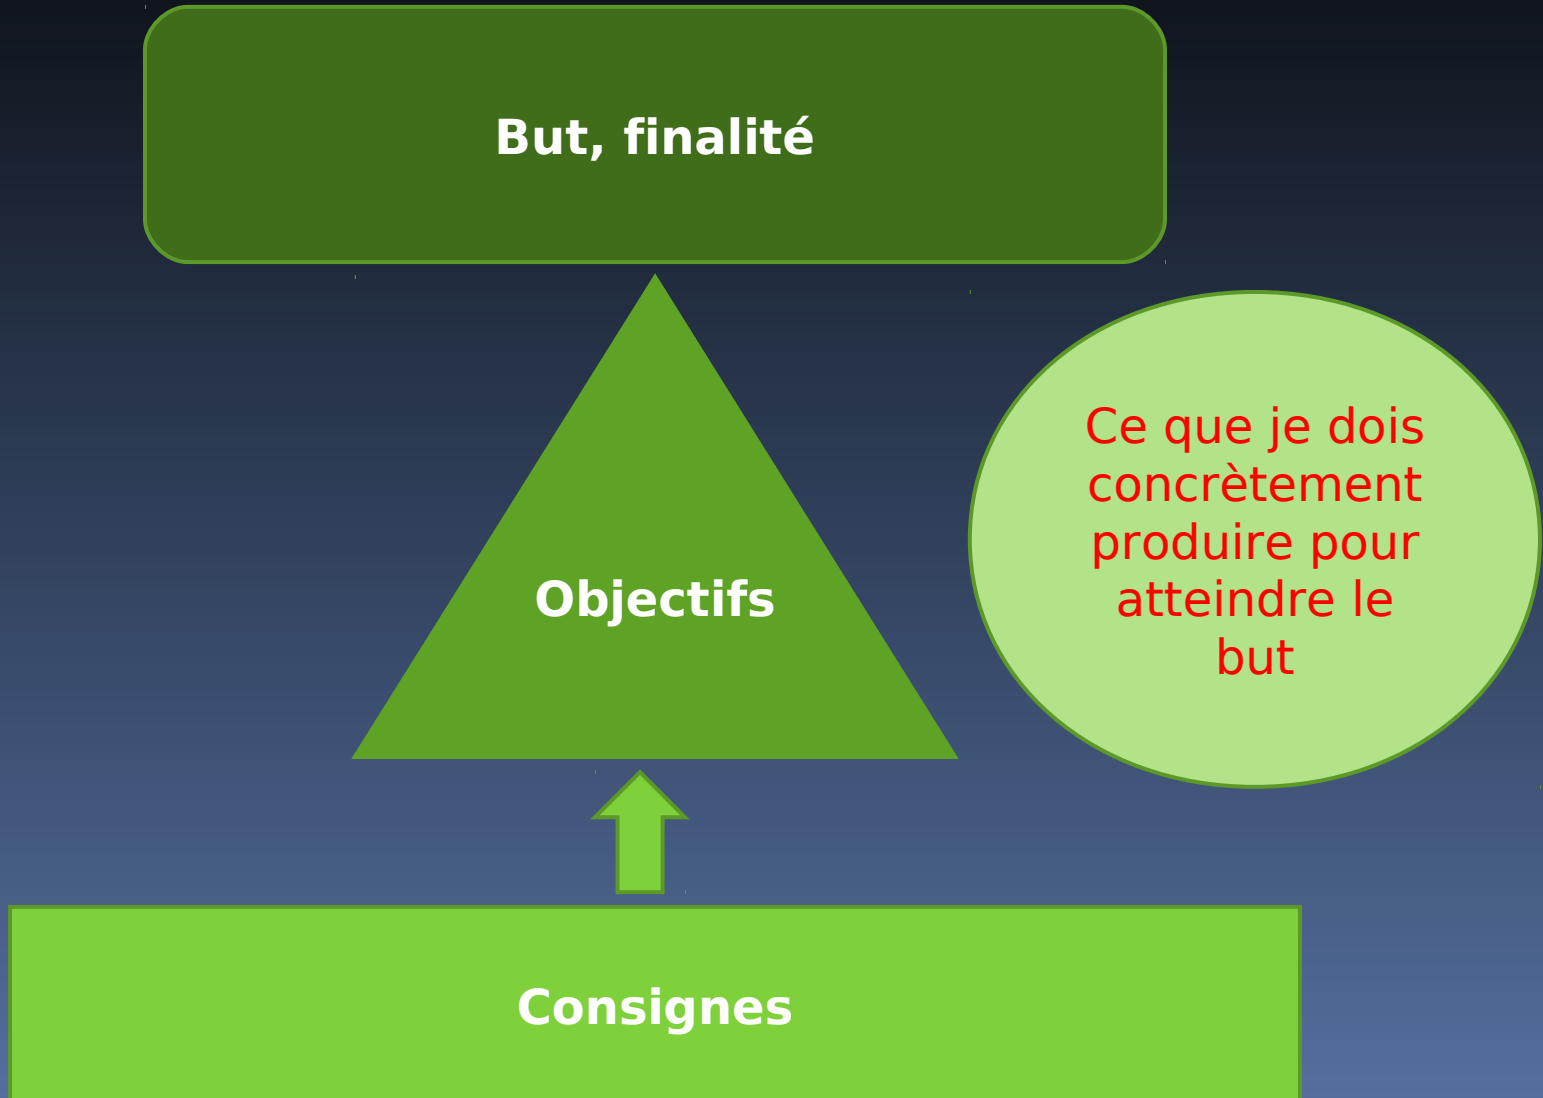 But, finalité
Ce que je dois
concrètement
produire pour
atteindre le
but
Objectifs
Consignes